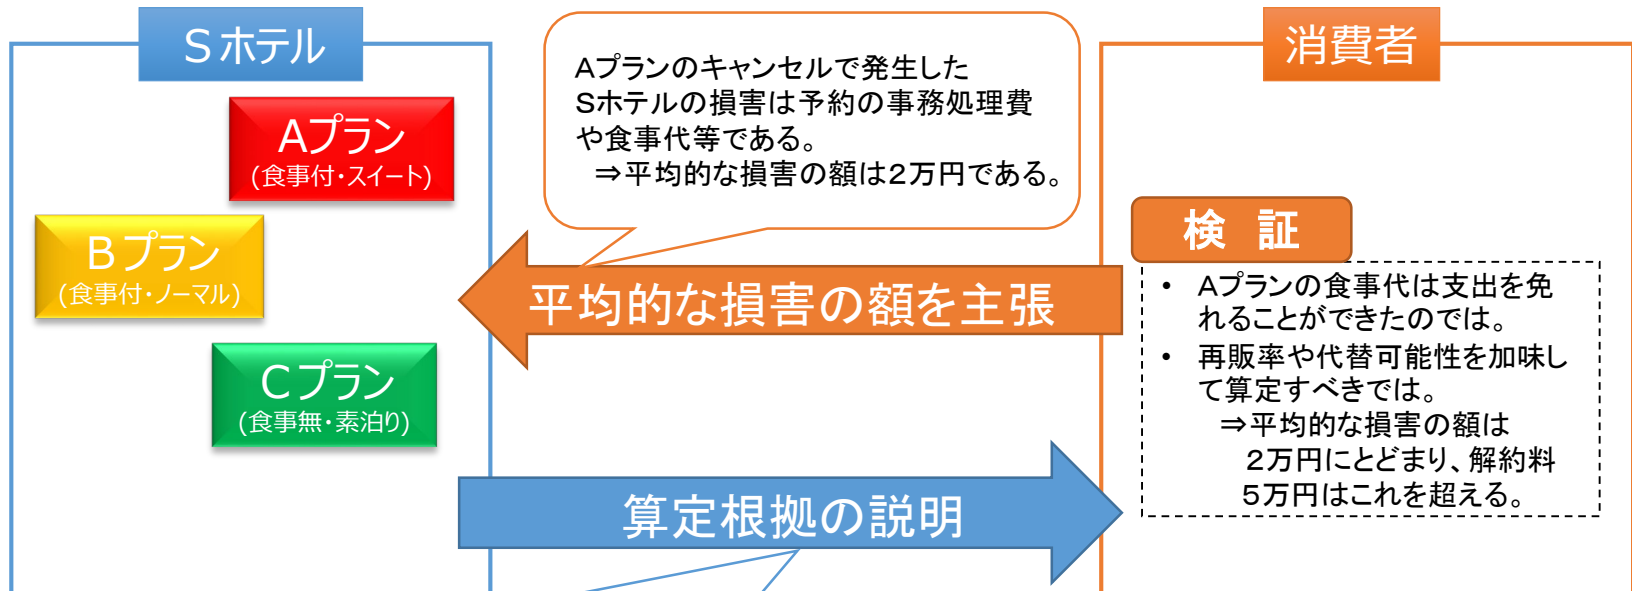 Sホテル
Aプラン
(食事付・スイート)
Bプラン
(食事付・ノーマル)
Cプラン
(食事無・素泊り)
Aプランのキャンセルで発生した
Sホテルの損害は予約の事務処理費
や食事代等である。
⇒平均的な損害の額は2万円である。
平均的な損害の額を主張
算定根拠の説明
消費者
検 証
• Aプランの食事代は支出を免
れることができたのでは。
• 再販率や代替可能性を加味し
て算定すべきでは。
⇒平均的な損害の額は
2万円にとどまり、解約料
5万円はこれを超える。